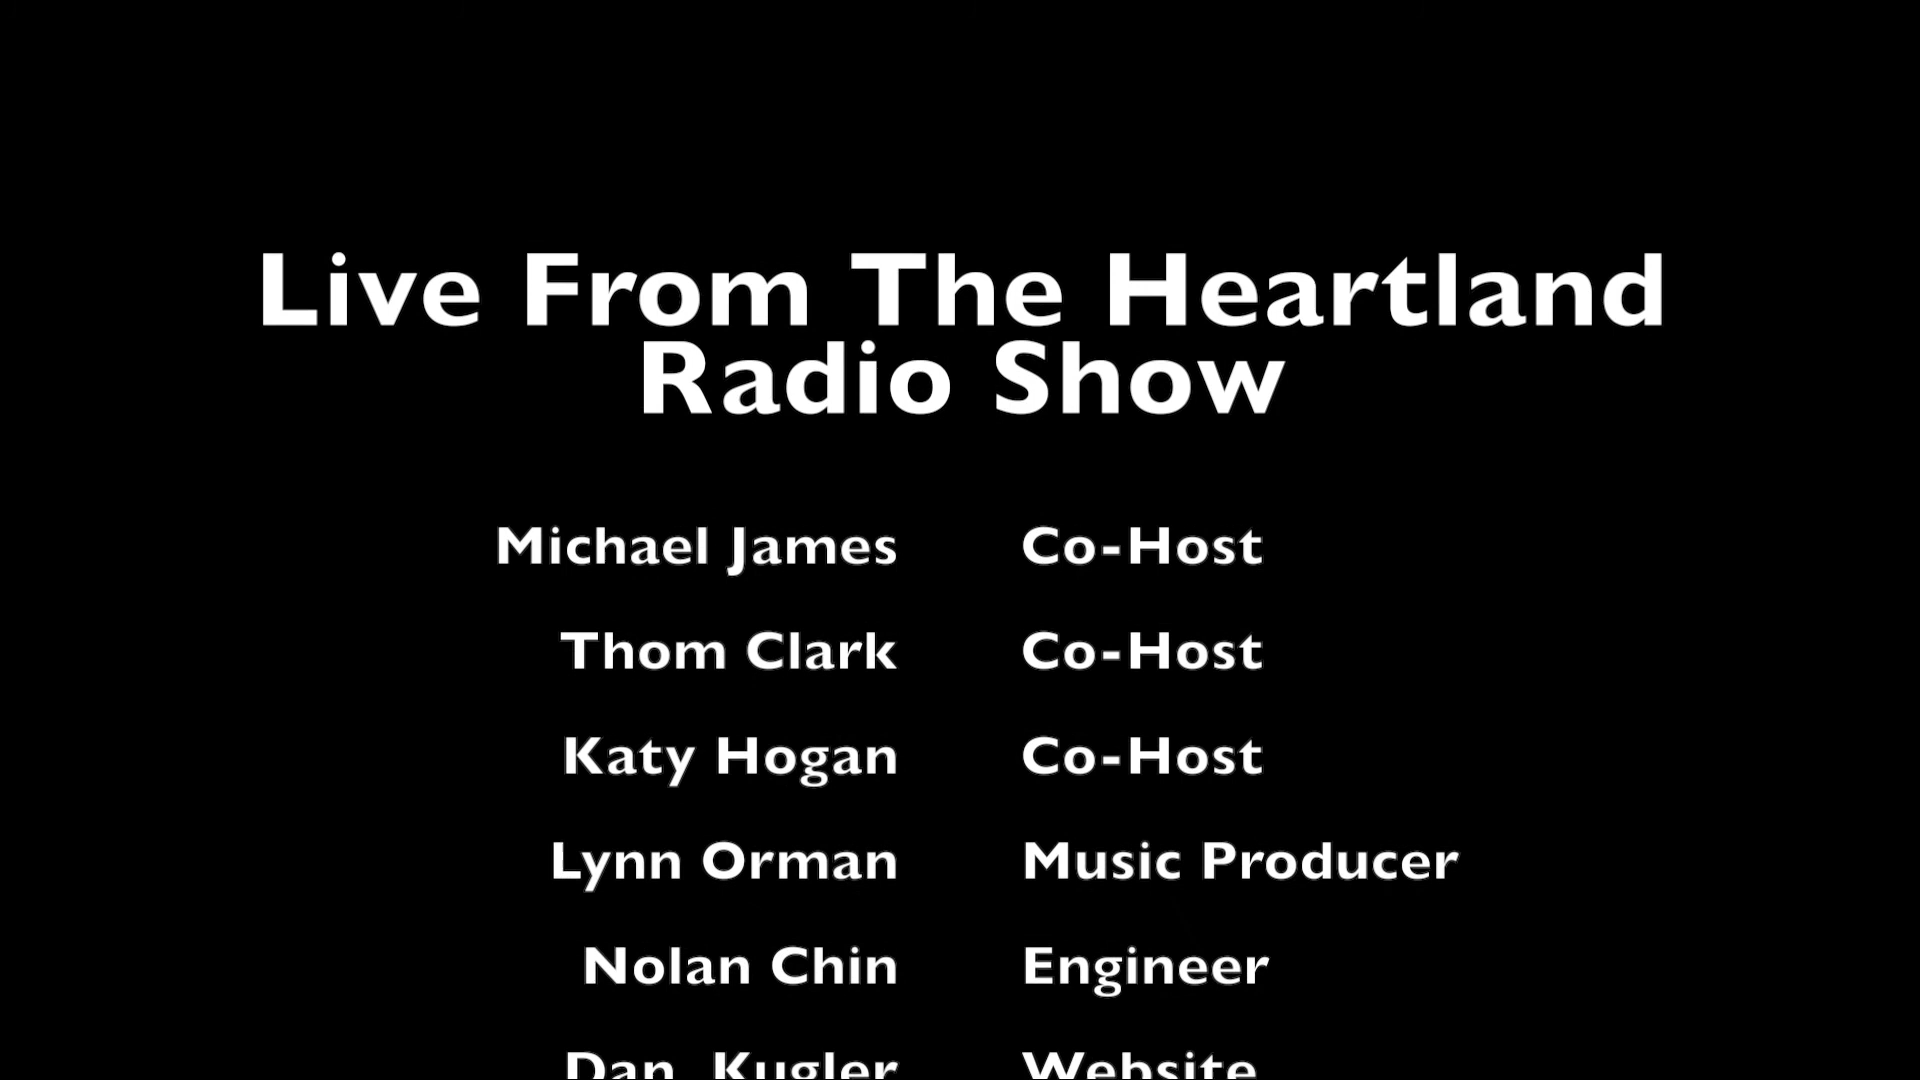 Live From The Heartland
Radio Show
Michael James Co-Host
Thom Clark Co-Host
Katy Hogan Co-Host
Lynn Orman Music Producer
Nolan Chin Engineer
Dan Kugler Website